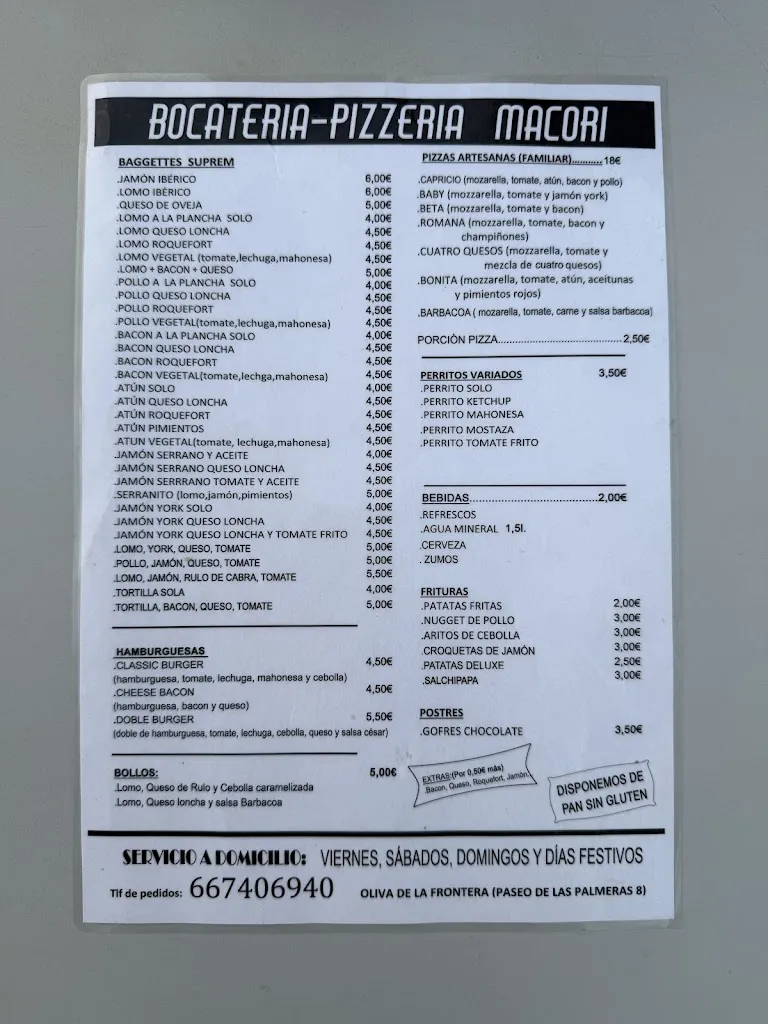 BOCATERIA-PIZZERIA MACORI
BAGGETTES SUPREM
.JAMÓN IBÉRICO 6,00€
.LOMO IBÉRICO 6,00€
.QUESO DE OVEJA 5,00€
.LOMO A LA PLANCHA SOLO 4,00€
.LOMO QUESO LONCHA 4,50€
.LOMO ROQUEFORT 4,50€
.LOMO VEGETAL (tomate,lechuga,mahonesa) 4,50€
.LOMO + BACON + QUESO 5,00€
.POLLO A LA PLANCHA SOLO 4,00€
.POLLO QUESO LONCHA 4,50€
.POLLO ROQUEFORT 4,50€
.POLLO VEGETAL(tomate,lechuga,mahonesa) 4,50€
.BACON A LA PLANCHA SOLO 4,00€
.BACON QUESO LONCHA 4,50€
.BACON ROQUEFORT 4,50€
.BACON VEGETAL(tomate,lechga,mahonesa) 4,50€
.ATÚN SOLO 4,00€
.ATÚN QUESO LONCHA 4,50€
.ATÚN ROQUEFORT 4,50€
.ATÚN PIMIENTOS 4,50€
.ATUN VEGETAL(tomate, lechuga,mahonesa) 4,50€
.JAMÓN SERRANO Y ACEITE 4,00€
.JAMÓN SERRANO QUESO LONCHA 4,50€
.JAMÓN SERRRANO TOMATE Y ACEITE 4,50€
.SERRANITO (lomo,jamón,pimientos) 5,00€
.JAMÓN YORK SOLO 4,00€
.JAMÓN YORK QUESO LONCHA 4,50€
.JAMÓN YORK QUESO LONCHA Y TOMATE FRITO 4,50€
.LOMO, YORK, QUESO, TOMATE 5,00€
.POLLO, JAMÓN, QUESO, TOMATE 5,00€
.LOMO, JAMÓN, RULO DE CABRA, TOMATE 5,50€
.TORTILLA SOLA 4,00€
.TORTILLA, BACON, QUESO, TOMATE 5,00€
HAMBURGUESAS
.CLASSIC BURGER 4,50€
(hamburguesa, tomate, lechuga, mahonesa y cebolla)
.CHEESE BACON 4,50€
(hamburguesa, bacon y queso)
.DOBLE BURGER 5,50€
(doble de hamburguesa, tomate, lechuga, cebolla, queso y salsa césar)
BOLLOS: 5,00€
.Lomo, Queso de Rulo y Cebolla caramelizada
.Lomo, Queso loncha y salsa Barbacoa
PIZZAS ARTESANAS (FAMILIAR)...........18€
.CAPRICIO (mozarella, tomate, atún, bacon y pollo)
.BABY (mozzarella, tomate y jamón york)
.BETA (mozzarella, tomate y bacon)
.ROMANA (mozzarella, tomate, bacon y
champiñones)
.CUATRO QUESOS (mozzarella, tomate y
mezcla de cuatro quesos)
.BONITA (mozzarella, tomate, atún, aceitunas
y pimientos rojos)
.BARBACOA ( mozarella, tomate, carne y salsa barbacoa)
PORCIÒN PIZZA........................................2,50€
PERRITOS VARIADOS 3,50€
.PERRITO SOLO
.PERRITO KETCHUP
.PERRITO MAHONESA
.PERRITO MOSTAZA
.PERRITO TOMATE FRITO
BEBIDAS..................................2,00€
.REFRESCOS
.AGUA MINERAL 1,5l.
.CERVEZA
. ZUMOS
FRITURAS
.PATATAS FRITAS 2,00€
.NUGGET DE POLLO 3,00€
.ARITOS DE CEBOLLA 3,00€
.CROQUETAS DE JAMÓN 3,00€
.PATATAS DELUXE 2,50€
.SALCHIPAPA 3,00€
POSTRES
.GOFRES CHOCOLATE 3,50€
EXTRAS:(Por 0,50€ más)
.Bacon, Queso, Roquefort, Jamón.
DISPONEMOS DE
PAN SIN GLUTEN
SERVICIO A DOMICILIO: VIERNES, SÁBADOS, DOMINGOS Y DÍAS FESTIVOS
Tlf de pedidos: 667406940 OLIVA DE LA FRONTERA (PASEO DE LAS PALMERAS 8)